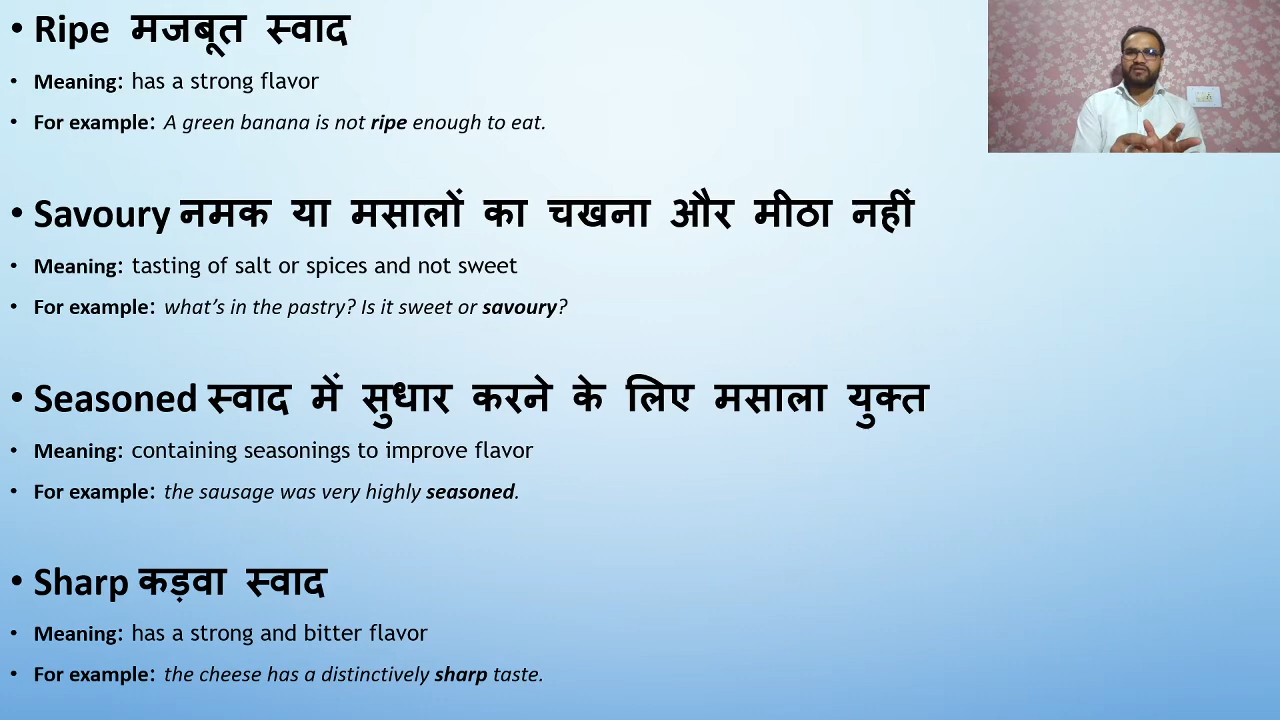 • Ripe मजबूत स्वाद
• Meaning: has a strong flavor
• For example: A green banana is not ripe enough to eat.
• Savoury नमक या मसालों का चखना और मीठा नहीं
• Meaning: tasting of salt or spices and not sweet
• For example: what's in the pastry? Is it sweet or savoury?
• Seasoned स्वाद में सुधार करने के लिए मसाला युक्त
• Meaning: containing seasonings to improve flavor
• For example: the sausage was very highly seasoned.
• Sharp कड़वा स्वाद
• Meaning: has a strong and bitter flavor
• For example: the cheese has a distinctively sharp taste.